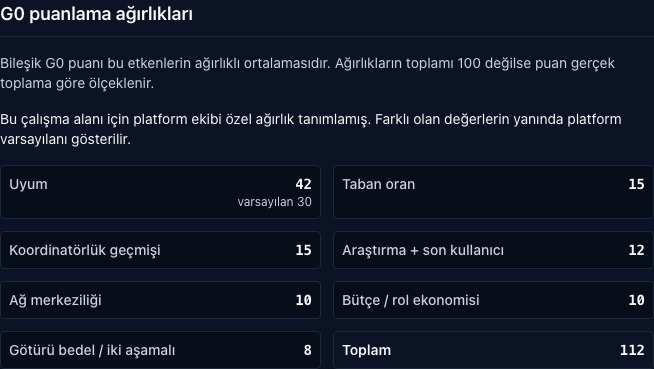 G0 puanlama ağırlıkları
Bileşik G0 puanı bu etkenlerin ağırlıklı ortalamasıdır. Ağırlıkların toplamı 100 değilse puan gerçek
toplama göre ölçeklenir.
Bu çalışma alanı için platform ekibi özel ağırlık tanımlamış. Farklı olan değerlerin yanında platform
varsayılanı gösterilir.
Uyum 42
varsayılan 30
Taban oran 15
Koordinatörlük geçmişi 15
Araştırma + son kullanıcı 12
Ağ merkeziliği 10
Bütçe / rol ekonomisi 10
Götürü bedel / iki aşamalı 8
Toplam 112